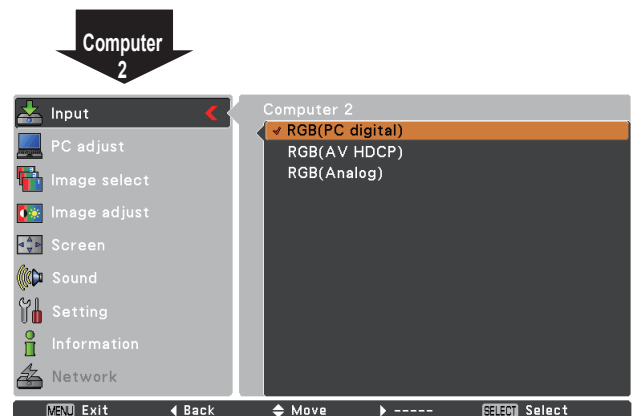 Computer
2
Input
PC adjust
Image select
Image adjust
Screen
Sound
Setting
Information
Network
Computer 2
RGB(PC digital)
RGB(AV HDCP)
RGB(Analog)
MENU Exit Back Move ----- SELECT Select